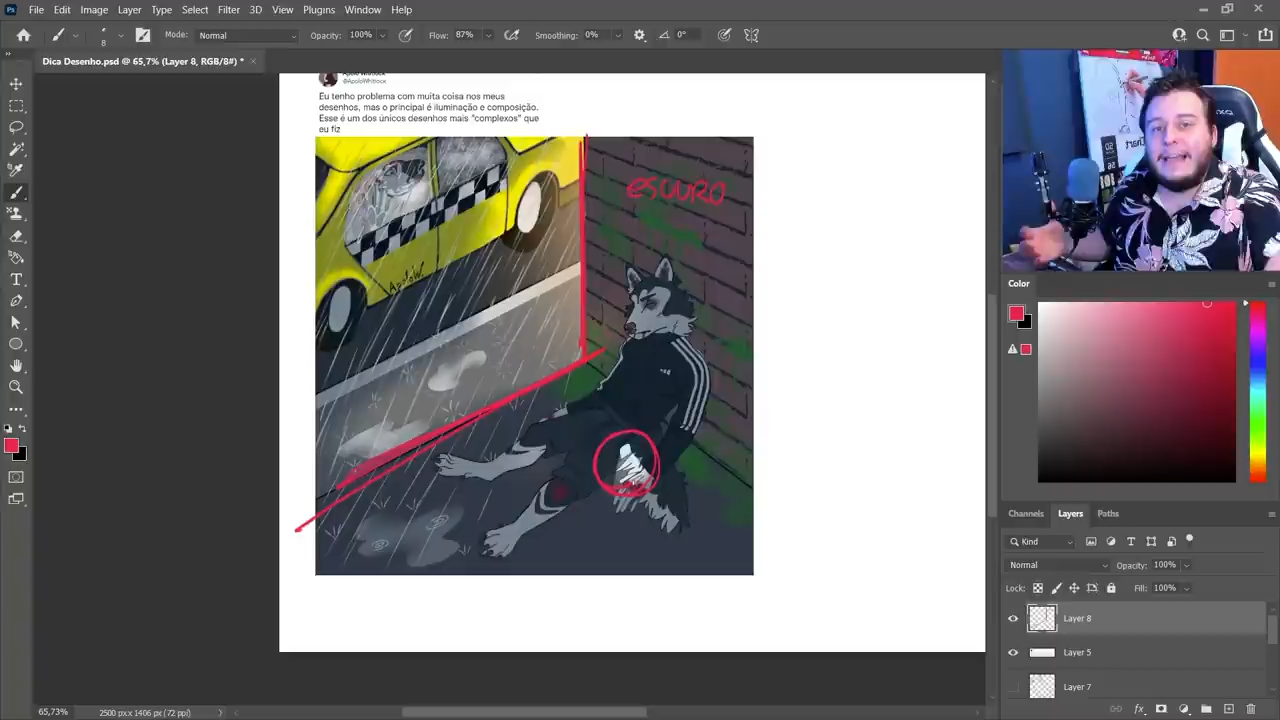 File Edit Image Layer Type Select Filter 3D View Plugins Window Help
8 Mode: Normal Opacity: 100% Flow: 87% Smoothing: 0% 0°
Dica Desenho.psd @ 65,7% (Layer 8, RGB/8#) *
@ApoloWhitlocx
Eu tenho problema com muita coisa nos meus
desenhos, mas o principal é iluminação e composição.
Esse é um dos únicos desenhos mais "complexos" que
eu fiz
ESCURO
ApoloW.
Color
Channels Layers Paths
Kind
Normal Opacity: 100%
Lock: Fill: 100%
Layer 8
Layer 5
Layer 7
65,73% 2500 px x 1406 px (72 ppi)